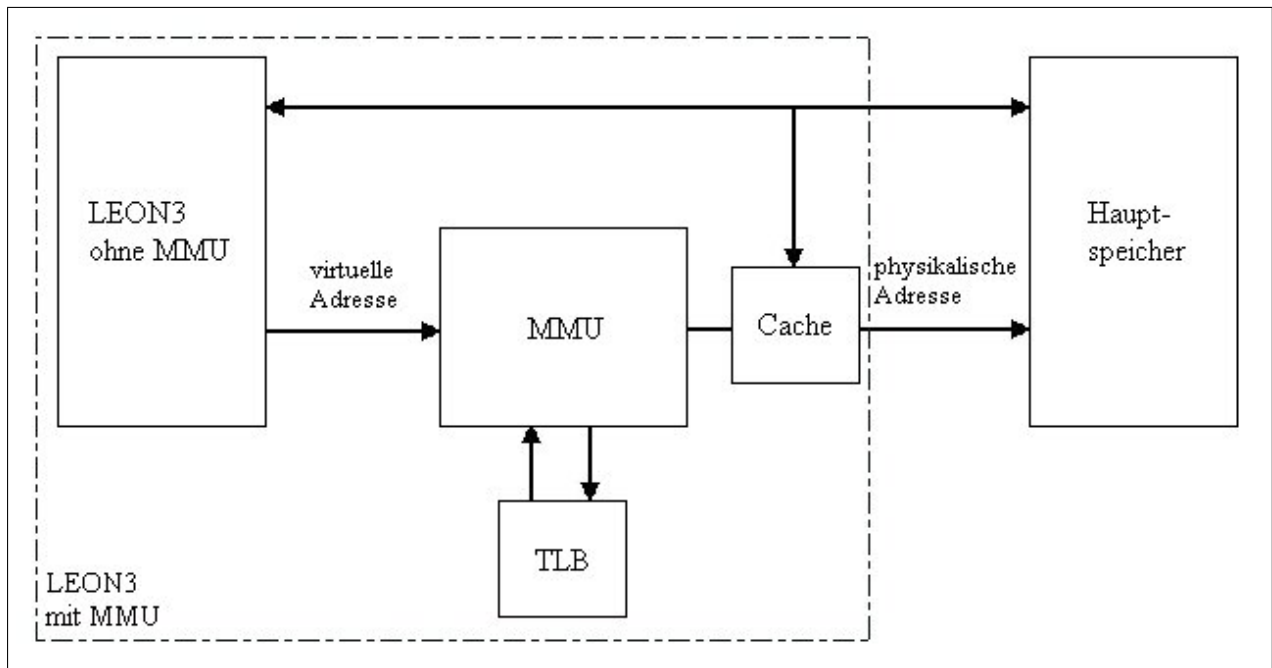 LEON3
ohne MMU
virtuelle
Adresse
MMU
Cache
physikalische
Adresse
Haupt-
speicher
TLB
LEON3
mit MMU